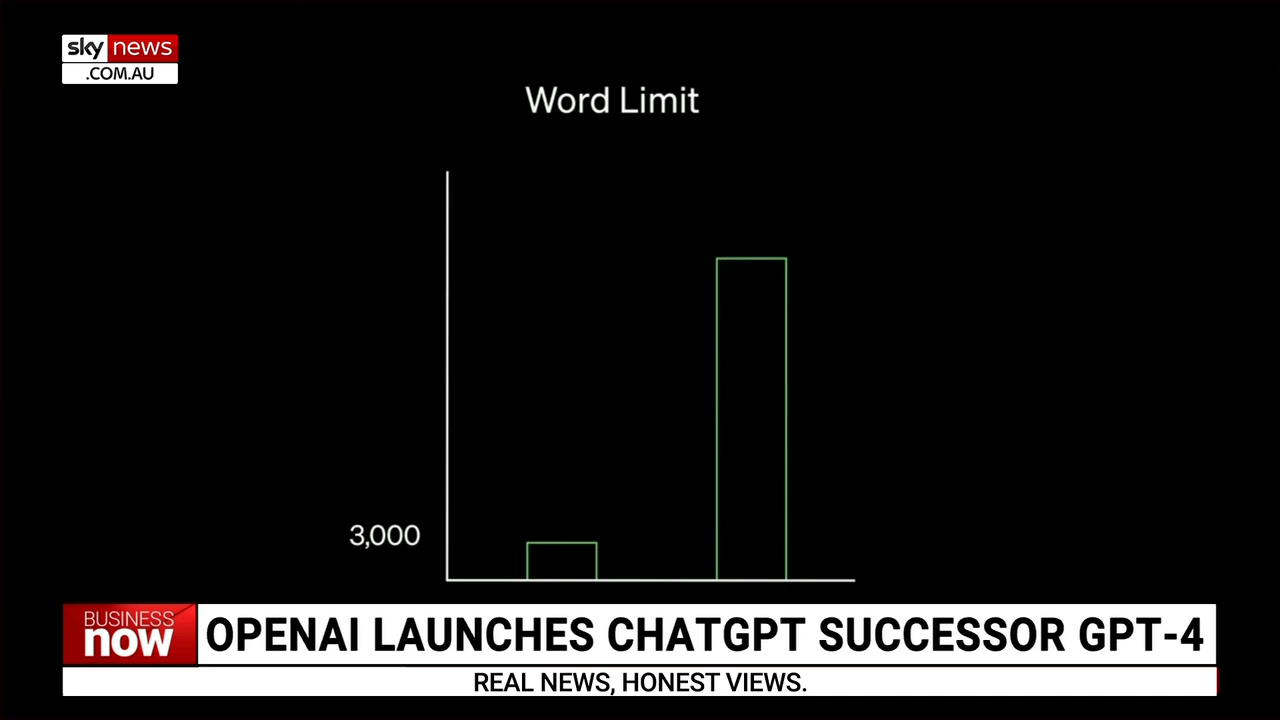 sky news
.COM.AU
Word Limit
3,000
BUSINESS
now
OPENAI LAUNCHES CHATGPT SUCCESSOR GPT-4
REAL NEWS, HONEST VIEWS.